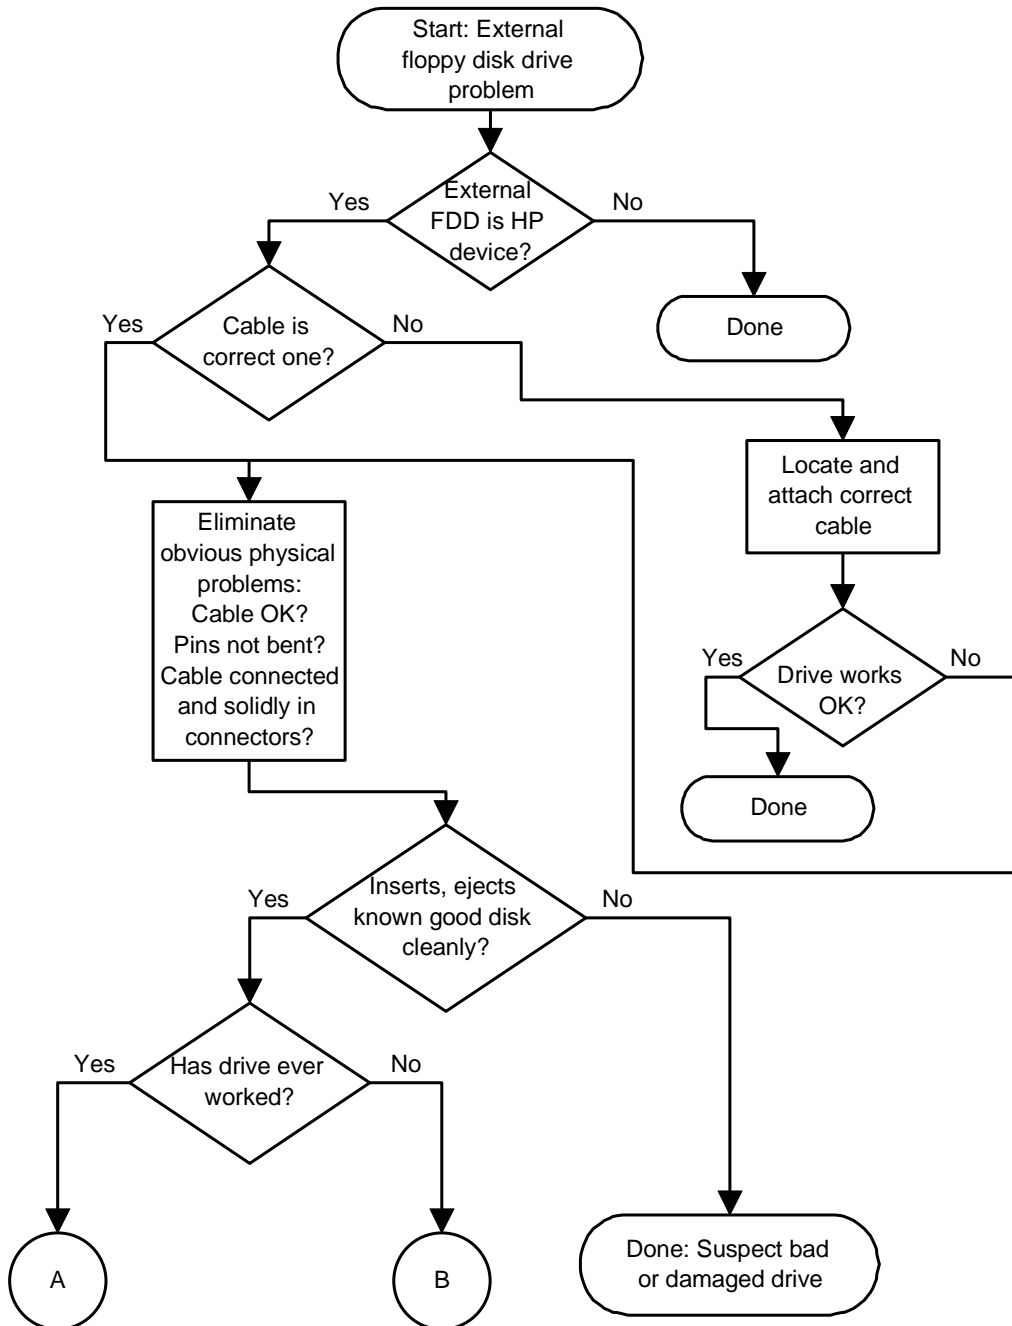 Start: External
floppy disk drive
problem
External
FDD is HP
device?
Yes
No
Done
Cable is
correct one?
Yes
No
Locate and
attach correct
cable
Eliminate
obvious physical
problems:
Cable OK?
Pins not bent?
Cable connected
and solidly in
connectors?
Drive works
OK?
Yes
No
Done
Inserts, ejects
known good disk
cleanly?
Yes
No
Has drive ever
worked?
Yes
No
A
B
Done: Suspect bad
or damaged drive